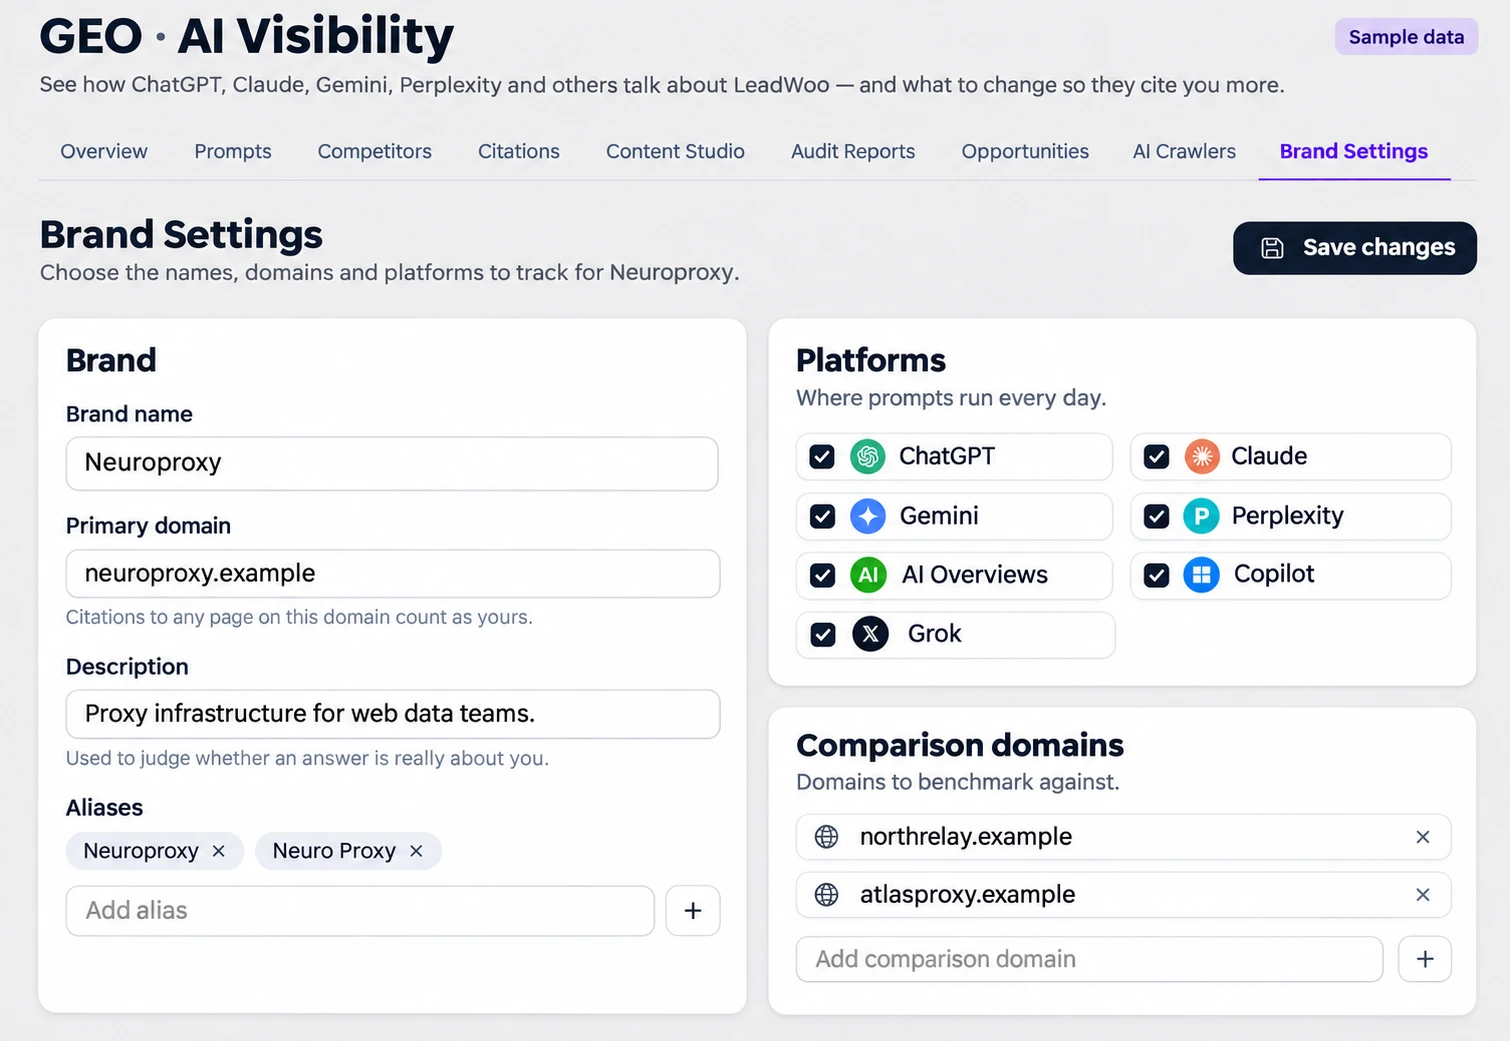 GEO · AI Visibility
Sample data
See how ChatGPT, Claude, Gemini, Perplexity and others talk about LeadWoo — and what to change so they cite you more.
Overview Prompts Competitors Citations Content Studio Audit Reports Opportunities AI Crawlers Brand Settings
Brand Settings
Choose the names, domains and platforms to track for Neuroproxy.
Save changes
Brand
Brand name
Neuroproxy
Primary domain
neuroproxy.example
Citations to any page on this domain count as yours.
Description
Proxy infrastructure for web data teams.
Used to judge whether an answer is really about you.
Aliases
Neuroproxy × Neuro Proxy ×
Add alias +
Platforms
Where prompts run every day.
ChatGPT
Claude
Gemini
P Perplexity
AI AI Overviews
Copilot
X Grok
Comparison domains
Domains to benchmark against.
northrelay.example ×
atlasproxy.example ×
Add comparison domain +